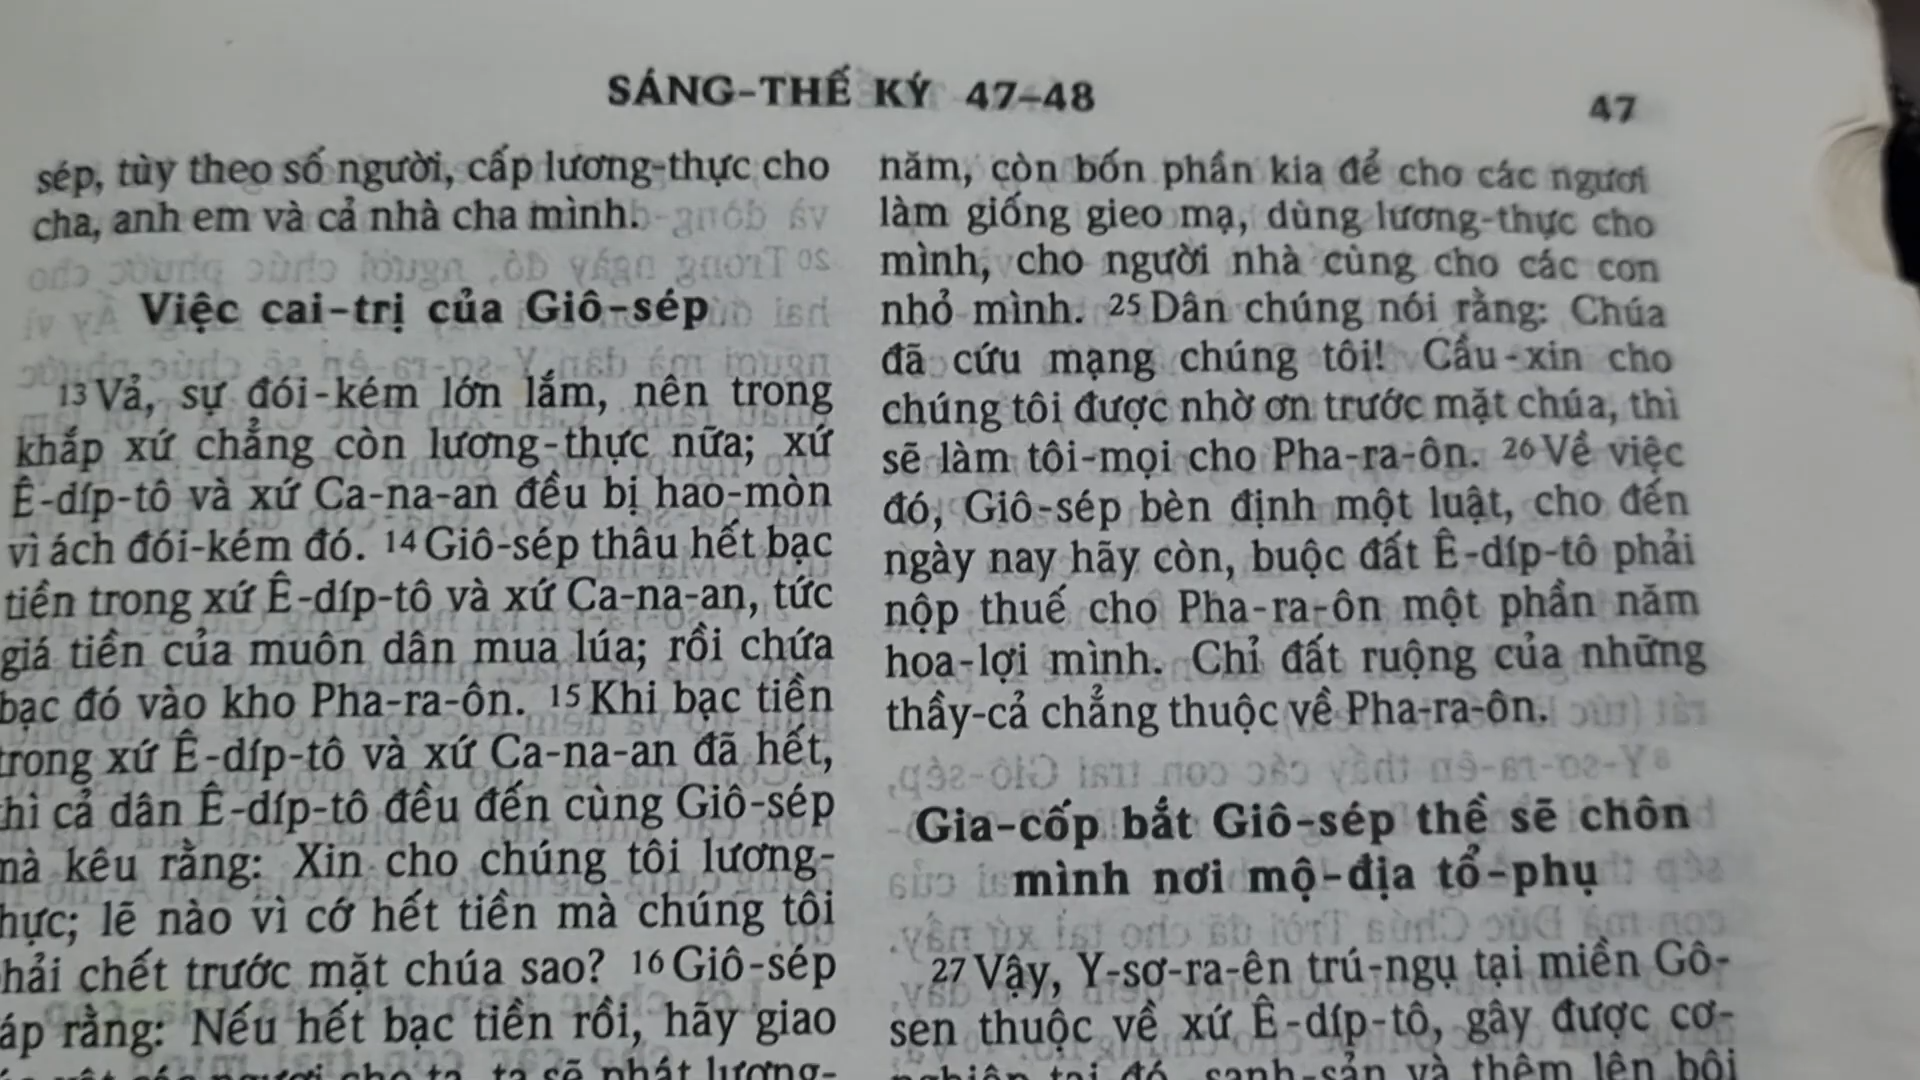 SÁNG-THẾ KÝ 47-48
47
sép, tùy theo số người, cấp lương-thực cho
cha, anh em và cả nhà cha mình.
Việc cai-trị của Giô-sép
13 Vả, sự đói-kém lớn lắm, nên trong
khắp xứ chẳng còn lương-thực nữa; xứ
Ê-díp-tô và xứ Ca-na-an đều bị hao-mòn
vì ách đói-kém đó. 14 Giô-sép thâu hết bạc
tiền trong xứ Ê-díp-tô và xứ Ca-na-an, tức
giá tiền của muôn dân mua lúa; rồi chứa
bạc đó vào kho Pha-ra-ôn. 15 Khi bạc tiền
trong xứ Ê-díp-tô và xứ Ca-na-an đã hết,
thì cả dân Ê-díp-tô đều đến cùng Giô-sép
mà kêu rằng: Xin cho chúng tôi lương-
thực; lẽ nào vì cớ hết tiền mà chúng tôi
phải chết trước mặt chúa sao? 16 Giô-sép
đáp rằng: Nếu hết bạc tiền rồi, hãy giao
cho ta, ta sẽ phát lương-
năm, còn bốn phần kia để cho các ngươi
làm giống gieo mạ, dùng lương-thực cho
mình, cho người nhà cùng cho các con
nhỏ mình. 25 Dân chúng nói rằng: Chúa
đã cứu mạng chúng tôi! Cầu-xin cho
chúng tôi được nhờ ơn trước mặt chúa, thì
sẽ làm tôi-mọi cho Pha-ra-ôn. 26 Về việc
đó, Giô-sép bèn định một luật, cho đến
ngày nay hãy còn, buộc đất Ê-díp-tô phải
nộp thuế cho Pha-ra-ôn một phần năm
hoa-lợi mình. Chỉ đất ruộng của những
thầy-cả chẳng thuộc về Pha-ra-ôn.
Gia-cốp bắt Giô-sép thề sẽ chôn
mình nơi mộ-địa tổ-phụ
27 Vậy, Y-sơ-ra-ên trú-ngụ tại miền Gô-
sen thuộc về xứ Ê-díp-tô, gây được cơ-
nghiệp tại đó, sanh-sản và thêm lên bội